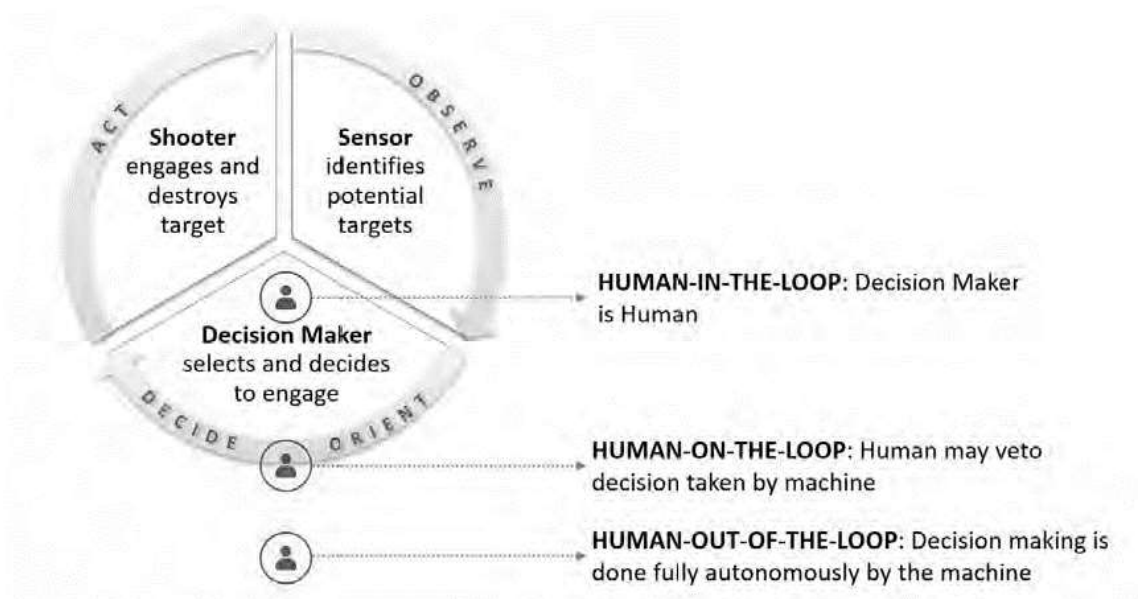 ACT
OBSERVE
Shooter
engages and
destroys
target
Sensor
identifies
potential
targets
HUMAN-IN-THE-LOOP: Decision Maker
is Human
Decision Maker
selects and decides
to engage
DECIDE
ORIENT
HUMAN-ON-THE-LOOP: Human may veto
decision taken by machine
HUMAN-OUT-OF-THE-LOOP: Decision making is
done fully autonomously by the machine